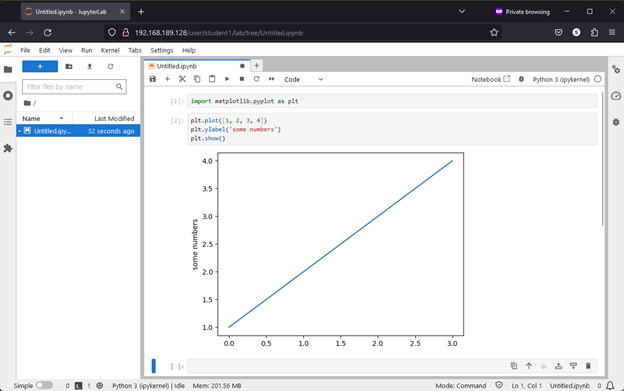 Untitled.ipynb - JupyterLab
Private browsing
192.168.189.128/user/student1/lab/tree/Untitled.ipynb
File Edit View Run Kernel Tabs Settings Help
Filter files by name
/
Name Last Modified
Untitled.ipy... 52 seconds ago
Untitled.ipynb
Code
Notebook
Python 3 (ipykernel)
[1]: import matplotlib.pyplot as plt
[2]: plt.plot([1, 2, 3, 4])
plt.ylabel('some numbers')
plt.show()
4.0
3.5
3.0
2.5
2.0
1.5
1.0
some numbers
0.0 0.5 1.0 1.5 2.0 2.5 3.0
[ ]:
Simple 0 1 Python 3 (ipykernel) | Idle Mem: 201.56 MB Mode: Command Ln 1, Col 1 Untitled.ipynb 0